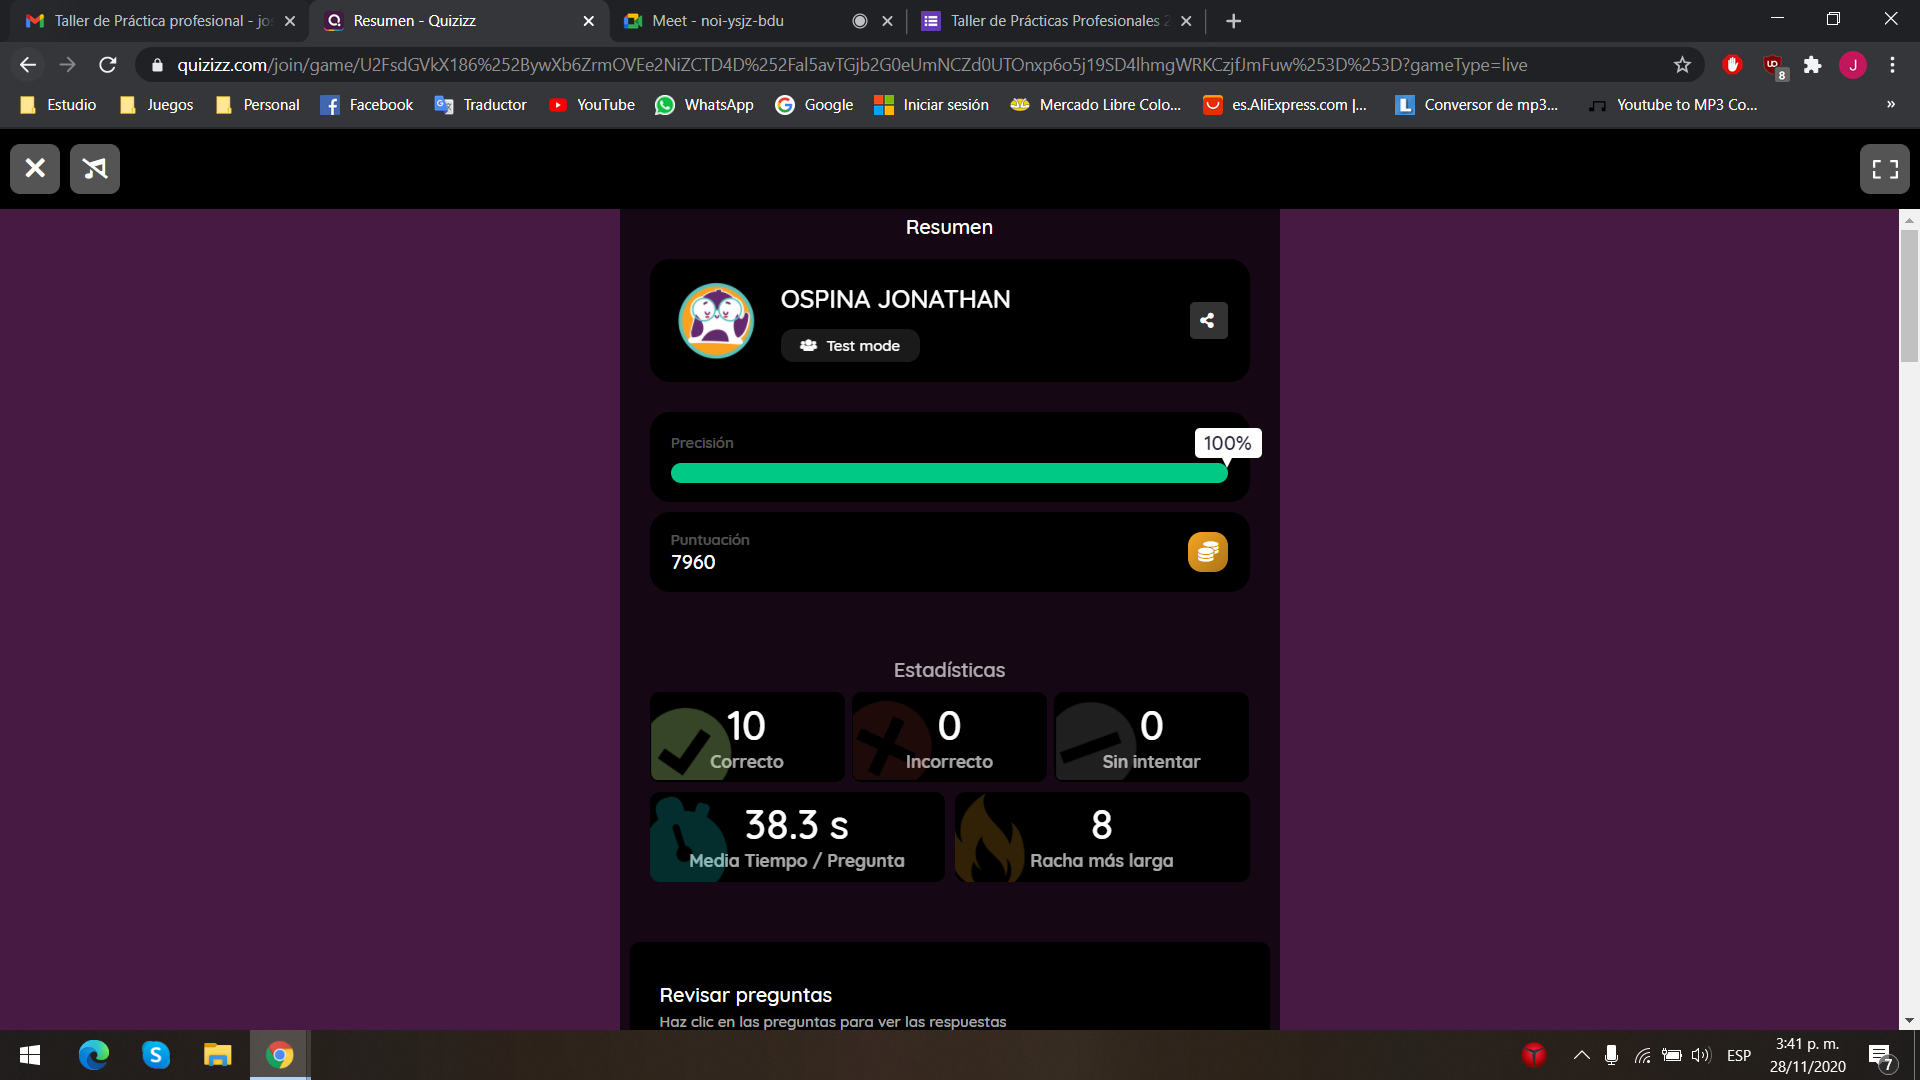 Taller de Práctica profesional - jos
Resumen - Quizizz
Meet - noi-ysjz-bdu
Taller de Prácticas Profesionales 2
quizizz.com/join/game/U2FsdGVkX186%252BywXb6ZrmOVEe2NiZCTD4D%252Fal5avTGjb2G0eUmNCZd0UTOnxp6o5j19SD4lhmgWRKCzjfJmFuw%253D%253D?gameType=live
UD
8
J
Estudio
Juegos
Personal
Facebook
Traductor
YouTube
WhatsApp
Google
Iniciar sesión
Mercado Libre Colo...
es.AliExpress.com |...
L
Conversor de mp3...
Youtube to MP3 Co...
»
Resumen
OSPINA JONATHAN
Test mode
Precisión
100%
Puntuación
7960
Estadísticas
10
Correcto
0
Incorrecto
0
Sin intentar
38.3 s
Media Tiempo / Pregunta
8
Racha más larga
Revisar preguntas
Haz clic en las preguntas para ver las respuestas
ESP
3:41 p. m.
28/11/2020
7